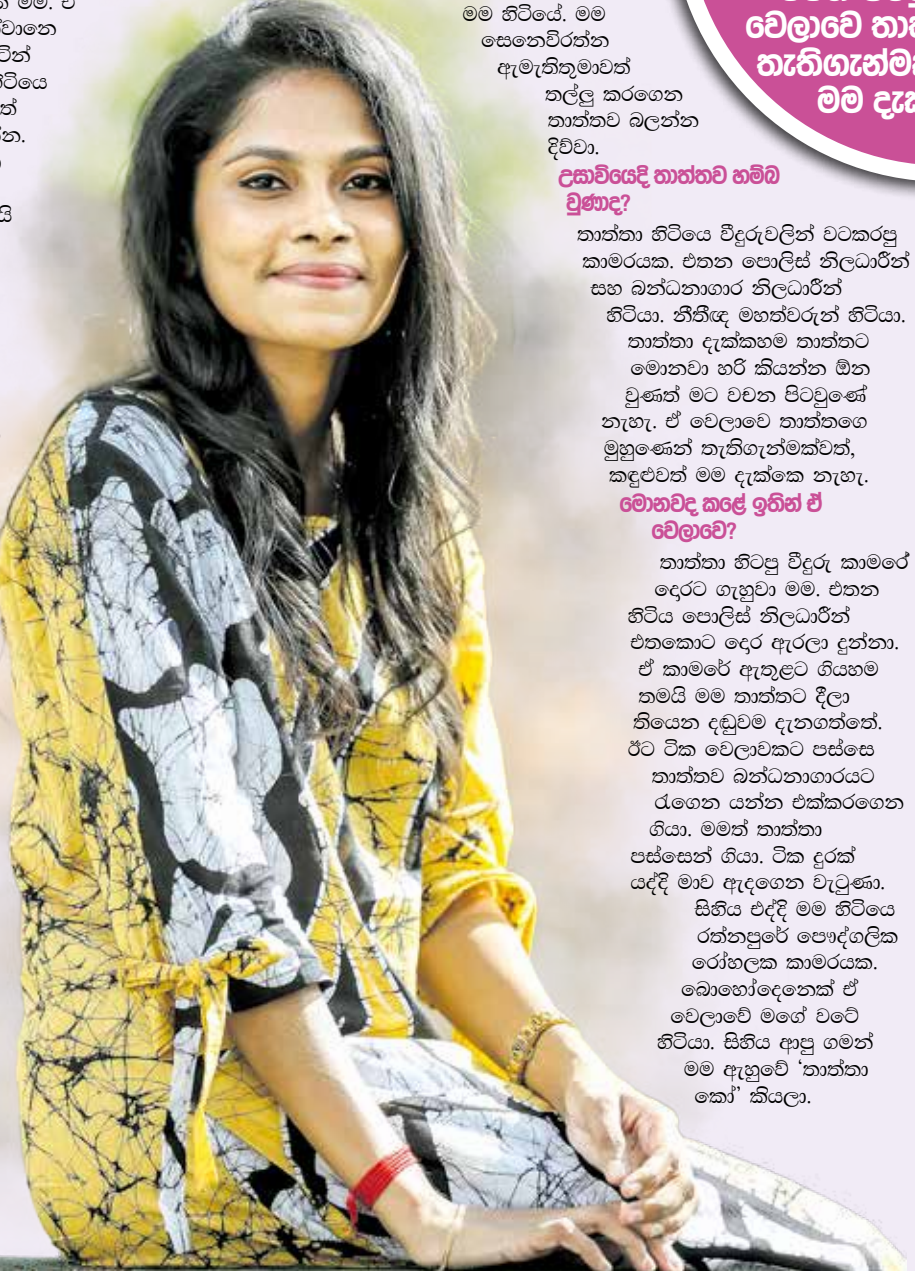 මම. ඒ
හිටියේ. මම හිටියේ. මම
සෙනෙවිරත්න
ඇමැතිතුමාවත්
තල්ලු කරගෙන
තාත්තව බලන්න
දිව්වා.
උසාවියෙදි තාත්තව හම්බ
වුණාද?
තාත්තා හිටියෙ වීදුරුවලින් වටකරපු
කාමරයක. එතන පොලිස් නිලධාරීන්
සහ බන්ධනාගාර නිලධාරීන්
හිටියා. නීතීඥ මහත්වරුන් හිටියා.
තාත්තා දැක්කහම තාත්තට
මොනවා හරි කියන්න ඕන
වුණත් මට වචන පිටවුණේ
නැහැ. ඒ වෙලාවෙ තාත්තගෙ
මුහුණෙන් තැතිගැන්මක්වත්,
කඳුළුවත් මම දැක්කෙ නැහැ.
මොනවද කළේ ඉතින් ඒ
වෙලාවෙ?
තාත්තා හිටපු වීදුරු කාමරේ
දොරට ගැහුවා මම. එතන
හිටිය පොලිස් නිලධාරීන්
එතකොට දොර ඇරලා දුන්නා.
ඒ කාමරේ ඇතුළට ගියහම
තමයි මම තාත්තට දීලා
තියෙන දඬුවම දැනගත්තේ.
ඊට ටික වෙලාවකට පස්සෙ
තාත්තව බන්ධනාගාරයට
රැගෙන යන්න එක්කරගෙන
ගියා. මමත් තාත්තා
පස්සෙන් ගියා. ටික දුරක්
යද්දි මාව ඇදගෙන වැටුණා.
සිහිය එද්දි මම හිටියෙ
රත්නපුරේ පෞද්ගලික
රෝහලක කාමරයක.
බොහෝදෙනෙක් ඒ
වෙලාවේ මගේ වටේ
හිටියා. සිහිය ආපු ගමන්
මම ඇහුවේ ‘තාත්තා
කෝ’ කියලා.
වෙලාවෙ
තැතිගැන්ම
මම